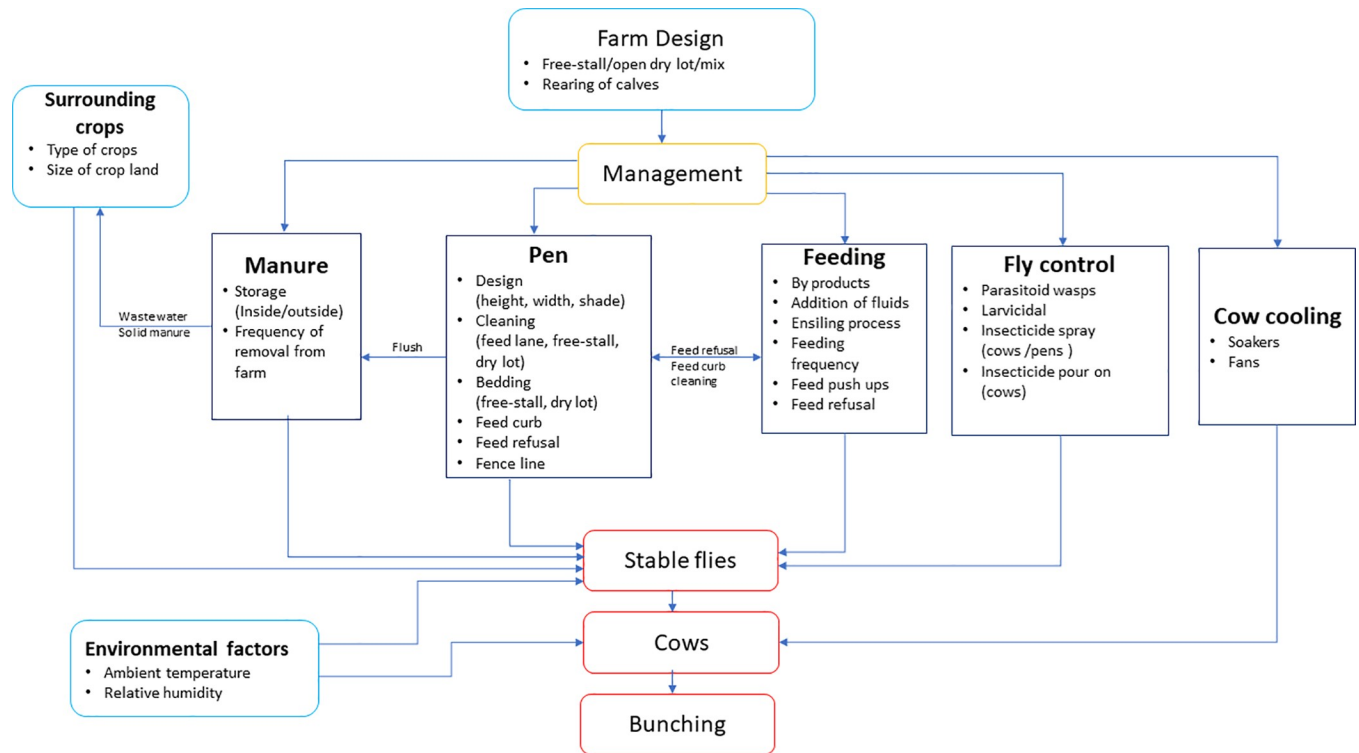 Farm Design
• Free-stall/open dry lot/mix
• Rearing of calves
Surrounding
crops
• Type of crops
• Size of crop land
Management
Manure
• Storage
(Inside/outside)
• Frequency of
removal from
farm
Wastewater
Solid manure
Flush
Pen
• Design
(height, width, shade)
• Cleaning
(feed lane, free-stall,
dry lot)
• Bedding
(free-stall, dry lot)
• Feed curb
• Feed refusal
• Fence line
Feed refusal
Feed curb
cleaning
Feeding
• By products
• Addition of fluids
• Ensiling process
• Feeding
frequency
• Feed push ups
• Feed refusal
Fly control
• Parasitoid wasps
• Larvicidal
• Insecticide spray
(cows /pens )
• Insecticide pour on
(cows)
Cow cooling
• Soakers
• Fans
Stable flies
Environmental factors
• Ambient temperature
• Relative humidity
Cows
Bunching